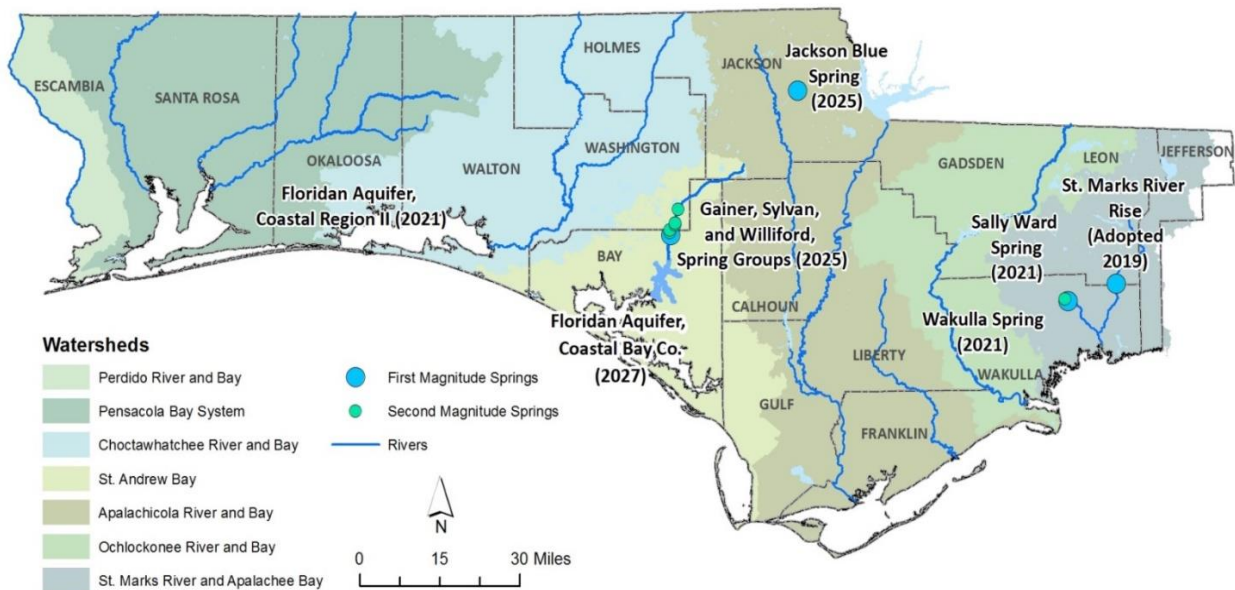 HOLMES
JACKSON
Jackson Blue
Spring
(2025)
ESCAMBIA
SANTA ROSA
OKALOOSA
WALTON
WASHINGTON
GADSDEN
LEON
JEFFERSON
Floridan Aquifer,
Coastal Region II (2021)
Gainer, Sylvan,
and Williford,
Spring Groups (2025)
Sally Ward
Spring
(2021)
St. Marks River
Rise
(Adopted
2019)
BAY
CALHOUN
Floridan Aquifer,
Coastal Bay Co.
(2027)
Wakulla Spring
(2021)
LIBERTY
WAKULLA
GULF
FRANKLIN
Watersheds
Perdido River and Bay
Pensacola Bay System
Choctawhatchee River and Bay
St. Andrew Bay
Apalachicola River and Bay
Ochlockonee River and Bay
St. Marks River and Apalachee Bay
First Magnitude Springs
Second Magnitude Springs
Rivers
N
0 15 30 Miles